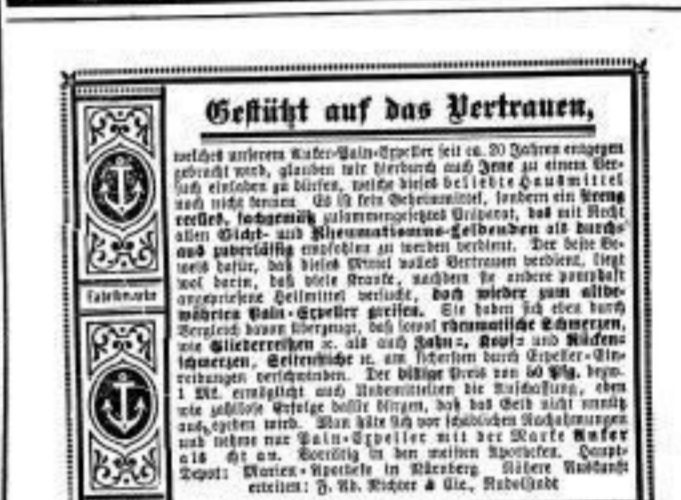 Gestützt auf das Vertrauen,
welches unserem Anker-Pain-Expeller seit ca. 20 Jahren entgegen
gebracht wird, glauben wir hierdurch auch Jene zu einem Ver-
such einladen zu dürfen, welche dieses beliebte Hausmittel
noch nicht kennen. Es ist kein Geheimmittel, sondern ein streng
reelles, sachgemäß zusammengesetztes Präparat, das mit Recht
allen Gicht- und Rheumatismus-Leidenden als durch-
aus zuverlässig empfohlen zu werden verdient. Der beste Be-
weis dafür, daß dieses Mittel volles Vertrauen verdient, liegt
wol darin, daß viele Kranke, nachdem sie andere pomphaft
angepriesene Heilmittel versucht, doch wieder zum altbe-
währten Pain-Expeller greifen. Sie haben sich eben durch
Vergleich davon überzeugt, daß sowol rheumatische Schmerzen,
wie Gliederreißen ꝛc. als auch Zahn-, Kopf- und Rücken-
schmerzen, Seitenstiche ꝛc. am sichersten durch Expeller-Ein-
reibungen verschwinden. Der billige Preis von 50 Pfg. bezw.
1 Mk. ermöglicht auch Unbemittelten die Anschaffung, eben
wie zahllose Erfolge dafür bürgen, daß das Geld nicht unnütz
wird. Man hüte sich vor schädlichen Nachahmungen
und nehme nur Pain-Expeller mit der Marke Anker
als an. Vorrätig in den meisten Apotheken. Haupt-
Depot: Marien-Apotheke in Nürnberg. Nähere Auskunft
erteilen: F. Ad. Richter & Cie., Rudolstadt
Fabrikmarke